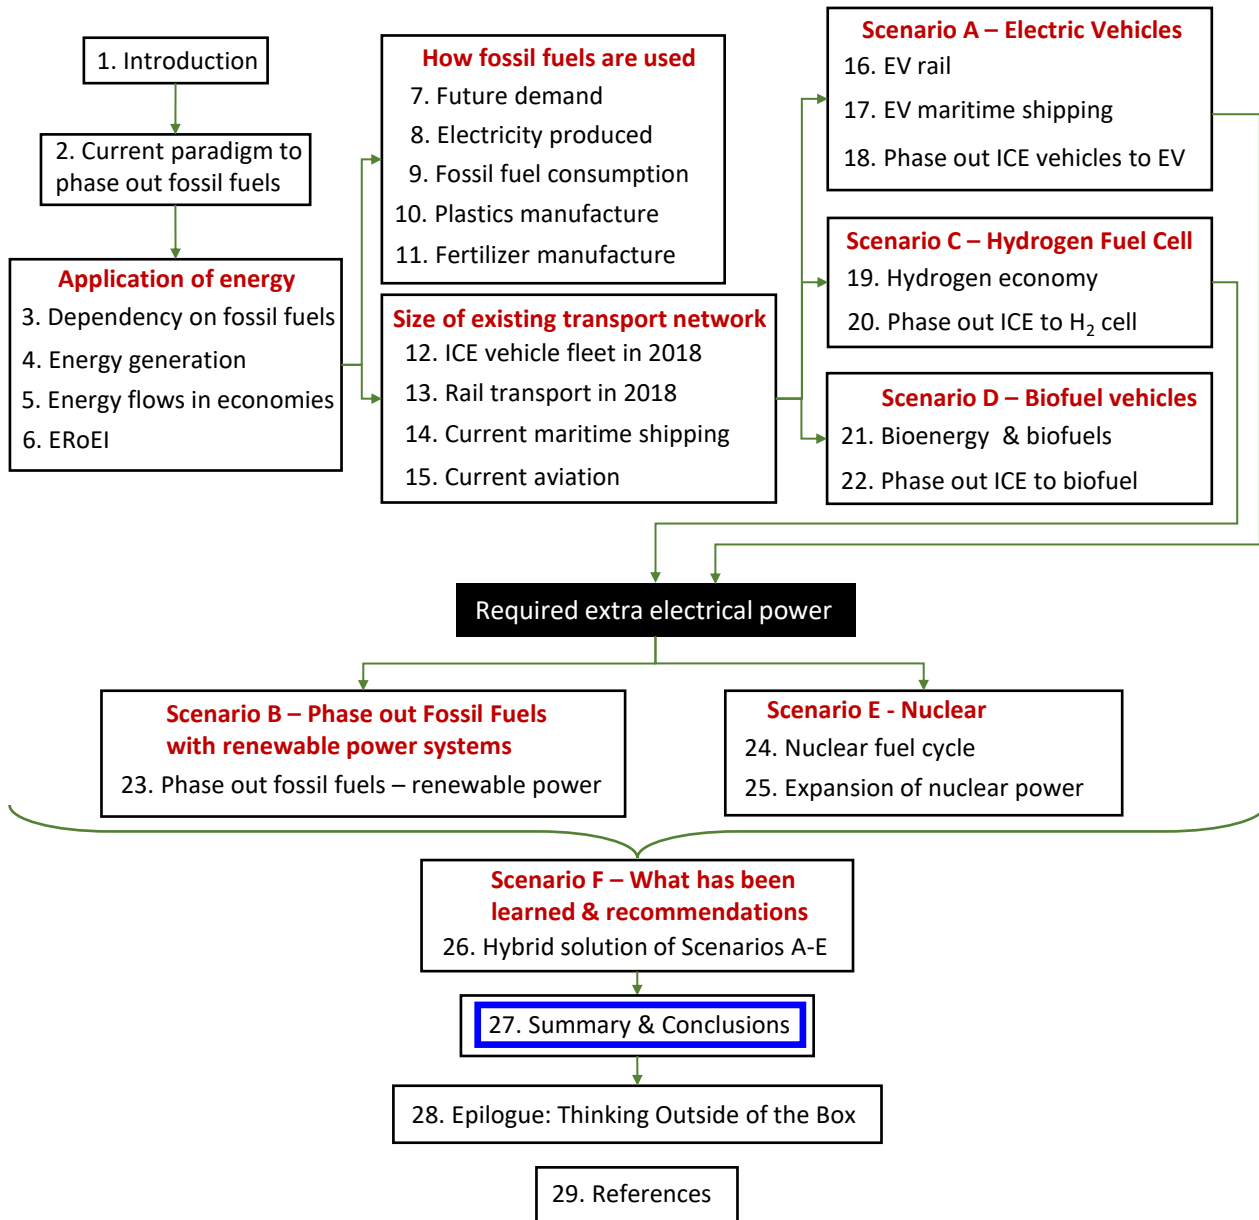 1. Introduction
2. Current paradigm to
phase out fossil fuels
Application of energy
3. Dependency on fossil fuels
4. Energy generation
5. Energy flows in economies
6. ERoEI
How fossil fuels are used
7. Future demand
8. Electricity produced
9. Fossil fuel consumption
10. Plastics manufacture
11. Fertilizer manufacture
Size of existing transport network
12. ICE vehicle fleet in 2018
13. Rail transport in 2018
14. Current maritime shipping
15. Current aviation
Scenario A – Electric Vehicles
16. EV rail
17. EV maritime shipping
18. Phase out ICE vehicles to EV
Scenario C – Hydrogen Fuel Cell
19. Hydrogen economy
20. Phase out ICE to H₂ cell
Scenario D – Biofuel vehicles
21. Bioenergy & biofuels
22. Phase out ICE to biofuel
Required extra electrical power
Scenario B – Phase out Fossil Fuels
with renewable power systems
23. Phase out fossil fuels – renewable power
Scenario E - Nuclear
24. Nuclear fuel cycle
25. Expansion of nuclear power
Scenario F – What has been
learned & recommendations
26. Hybrid solution of Scenarios A-E
27. Summary & Conclusions
28. Epilogue: Thinking Outside of the Box
29. References